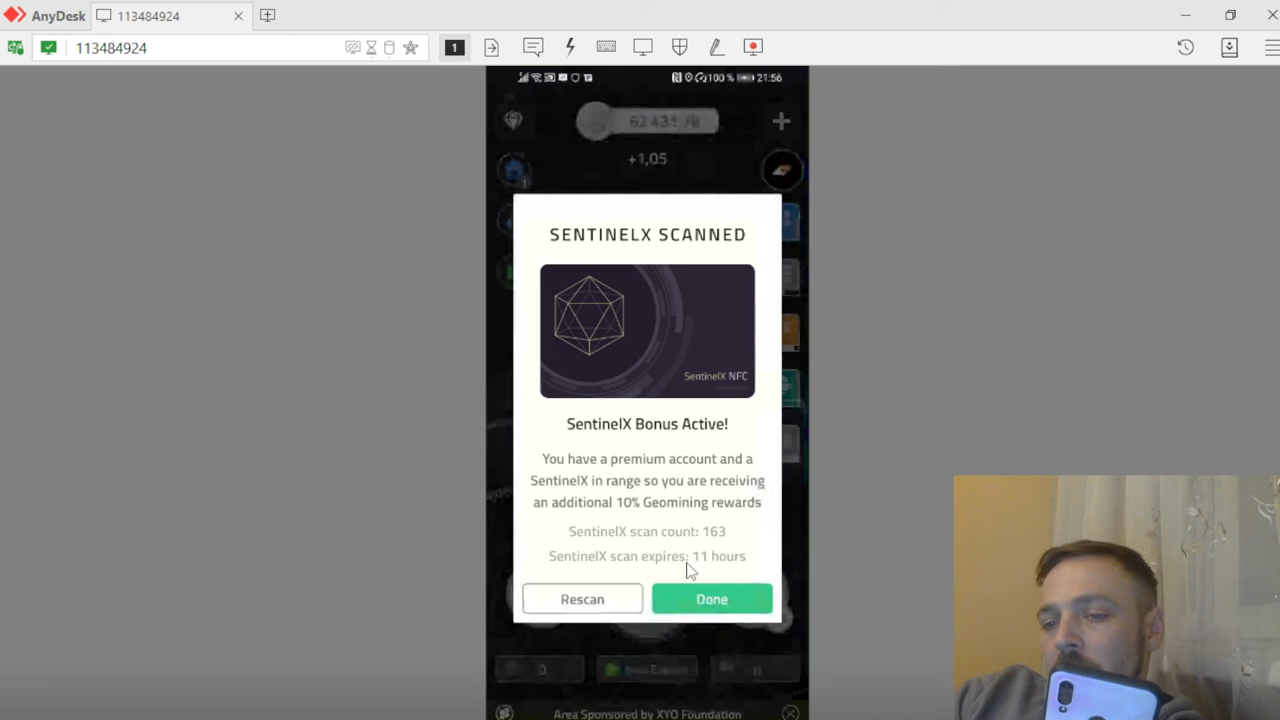 AnyDesk
113484924
113484924
1
100 %
21:56
+1,05
SENTINELX SCANNED
SentinelX NFC
SentinelX Bonus Active!
You have a premium account and a
SentinelX in range so you are receiving
an additional 10% Geomining rewards
SentinelX scan count: 163
SentinelX scan expires: 11 hours
Rescan
Done
0
Area Sponsored by XYO Foundation